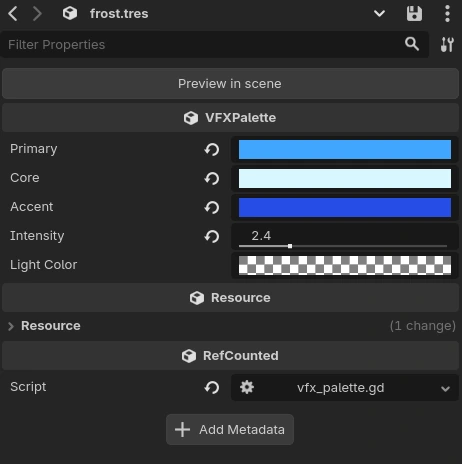 frost.tres
Filter Properties
Preview in scene
VFXPalette
Primary
Core
Accent
Intensity 2.4
Light Color
Resource
Resource (1 change)
RefCounted
Script vfx_palette.gd
Add Metadata